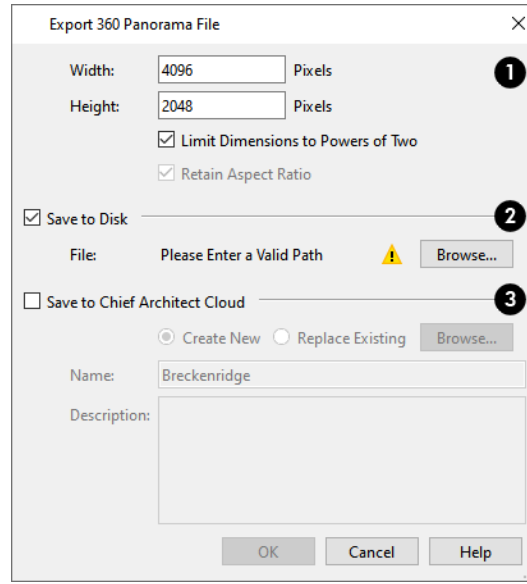 Export 360 Panorama File
Width: 4096 Pixels 1
Height: 2048 Pixels
Limit Dimensions to Powers of Two
Retain Aspect Ratio
Save to Disk 2
File: Please Enter a Valid Path Browse...
Save to Chief Architect Cloud 3
Create New Replace Existing Browse...
Name: Breckenridge
Description:
OK Cancel Help